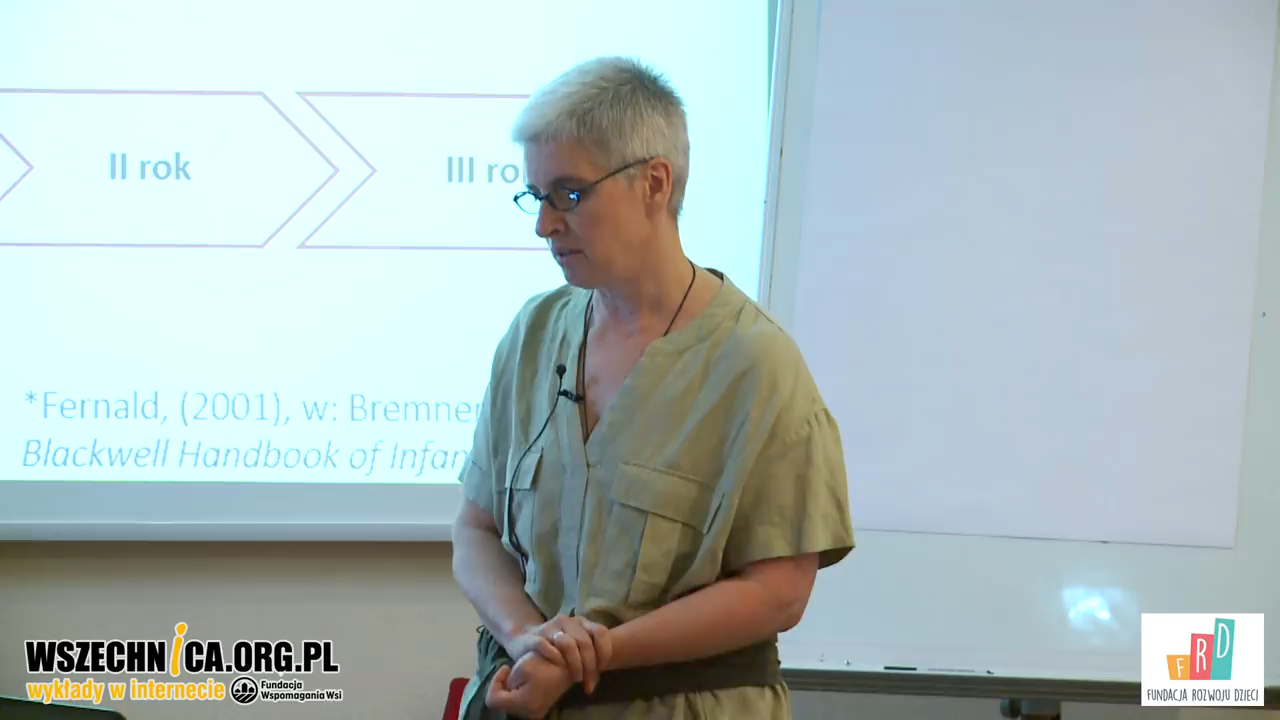 II rok
III ro
*Fernald, (2001), w: Bremner
Blackwell Handbook of Infan
WSZECHNICA.ORG.PL
wykłady w internecie
Fundacja
Wspomagania Wsi
FRD
FUNDACJA ROZWOJU DZIECI